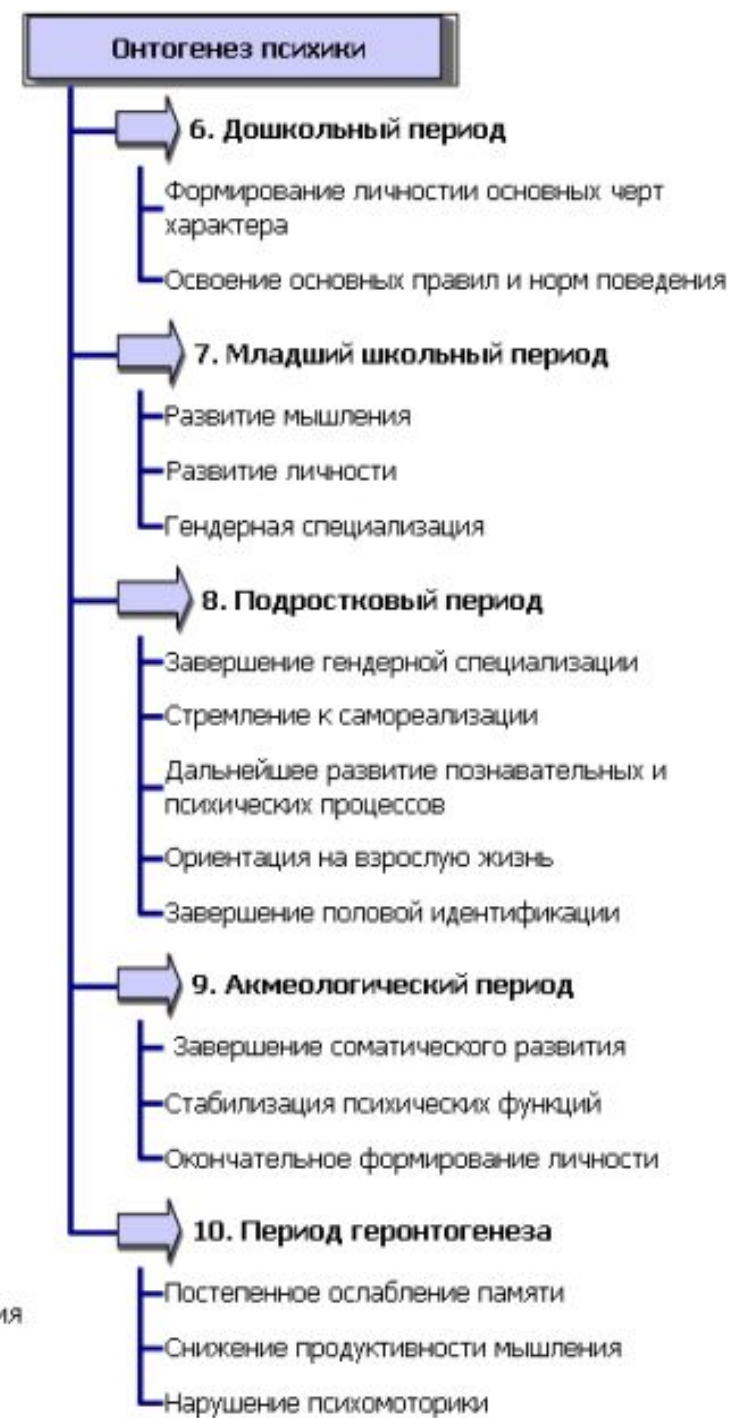 Онтогенез психики
6. Дошкольный период
Формирование личностии основных черт
характера
Освоение основных правил и норм поведения
7. Младший школьный период
Развитие мышления
Развитие личности
Гендерная специализация
8. Подростковый период
Завершение гендерной специализации
Стремление к самореализации
Дальнейшее развитие познавательных и
психических процессов
Ориентация на взрослую жизнь
Завершение половой идентификации
9. Акмеологический период
Завершение соматического развития
Стабилизация психических функций
Окончательное формирование личности
10. Период геронтогенеза
Постепенное ослабление памяти
ия
Снижение продуктивности мышления
Нарушение психомоторики